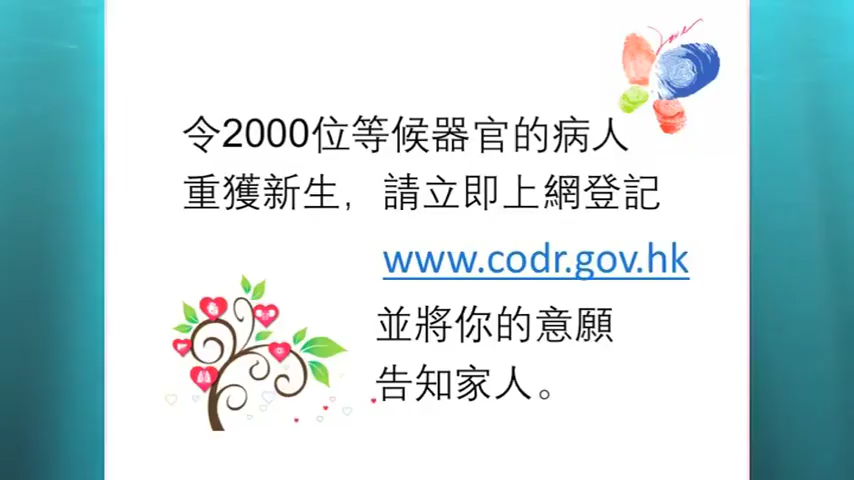 令2000位等候器官的病人
重獲新生，請立即上網登記
www.codr.gov.hk
並將你的意願
告知家人。